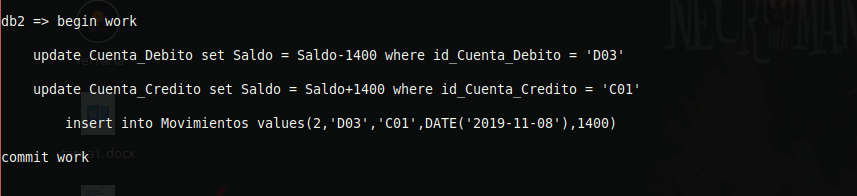 db2 => begin work
update Cuenta_Debito set Saldo = Saldo-1400 where id_Cuenta_Debito = 'D03'
update Cuenta_Credito set Saldo = Saldo+1400 where id_Cuenta_Credito = 'C01'
insert into Movimientos values(2,'D03','C01',DATE('2019-11-08'),1400)
commit work